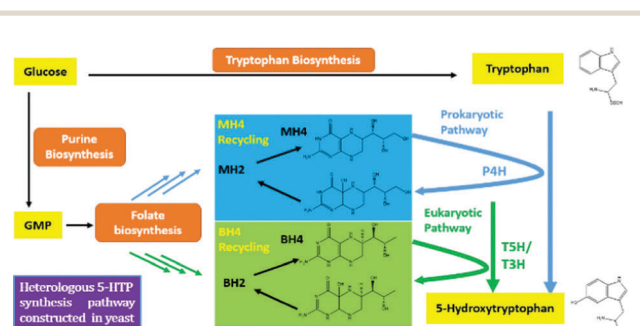 Glucose
Tryptophan Biosynthesis
Tryptophan
Purine
Biosynthesis
MH4
Recycling
MH4
MH2
Prokaryotic
Pathway
P4H
GMP
Folate
biosynthesis
BH4
Recycling
BH4
BH2
Eukaryotic
Pathway
T5H/
T3H
Heterologous 5-HTP
synthesis pathway
constructed in yeast
5-Hydroxytryptophan